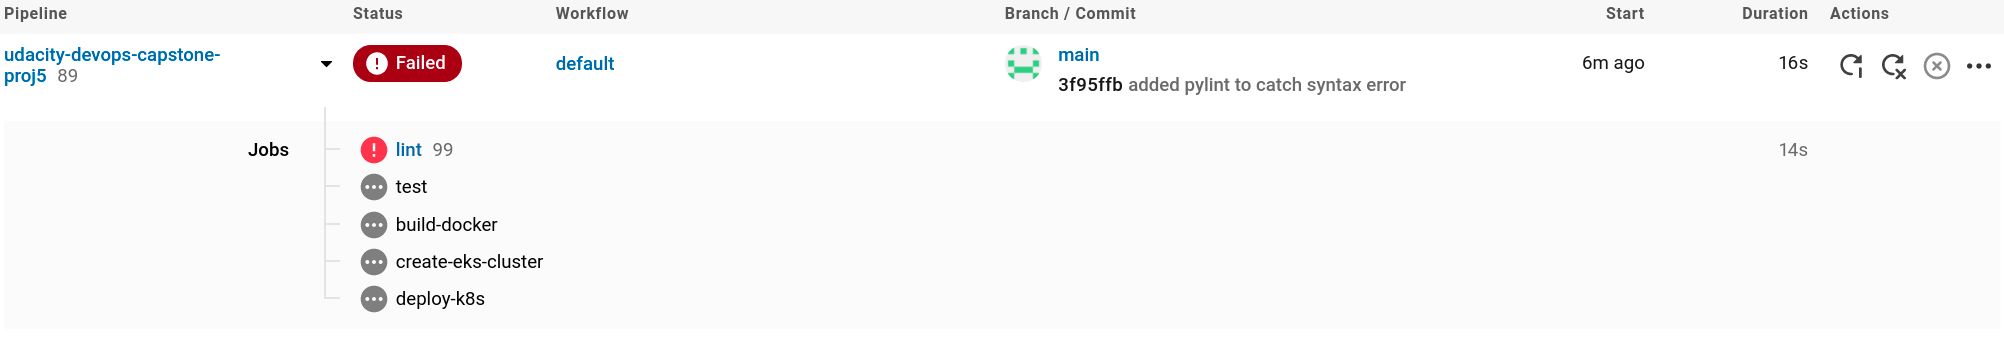 Pipeline Status Workflow Branch / Commit Start Duration Actions
udacity-devops-capstone-
proj5 89
Failed
default
main
3f95ffb added pylint to catch syntax error
6m ago
16s
Jobs
lint 99
14s
test
build-docker
create-eks-cluster
deploy-k8s